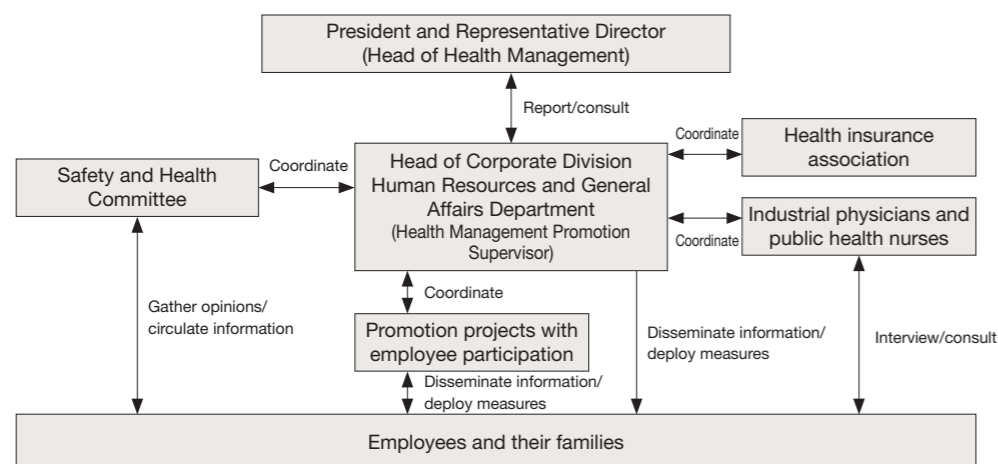 President and Representative Director
(Head of Health Management)
Report/consult
Coordinate
Health insurance
association
Safety and Health
Committee
Coordinate
Head of Corporate Division
Human Resources and General
Affairs Department
(Health Management Promotion
Supervisor)
Industrial physicians and
public health nurses
Coordinate
Gather opinions/
circulate information
Coordinate
Promotion projects with
employee participation
Disseminate information/
deploy measures
Disseminate information/
deploy measures
Interview/consult
Employees and their families